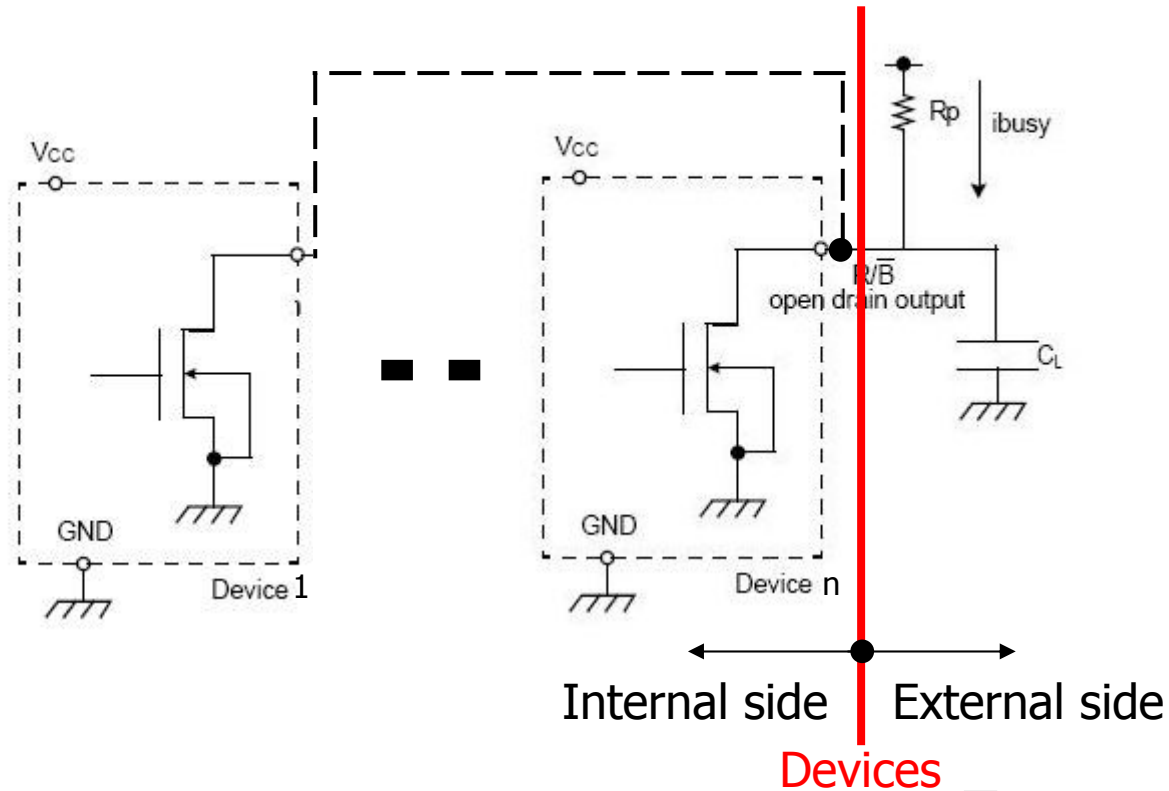 Rp
ibusy
Vcc
Vcc
R/B̅
open drain output
CL
GND
GND
Device 1
Device n
Internal side
External side
Devices